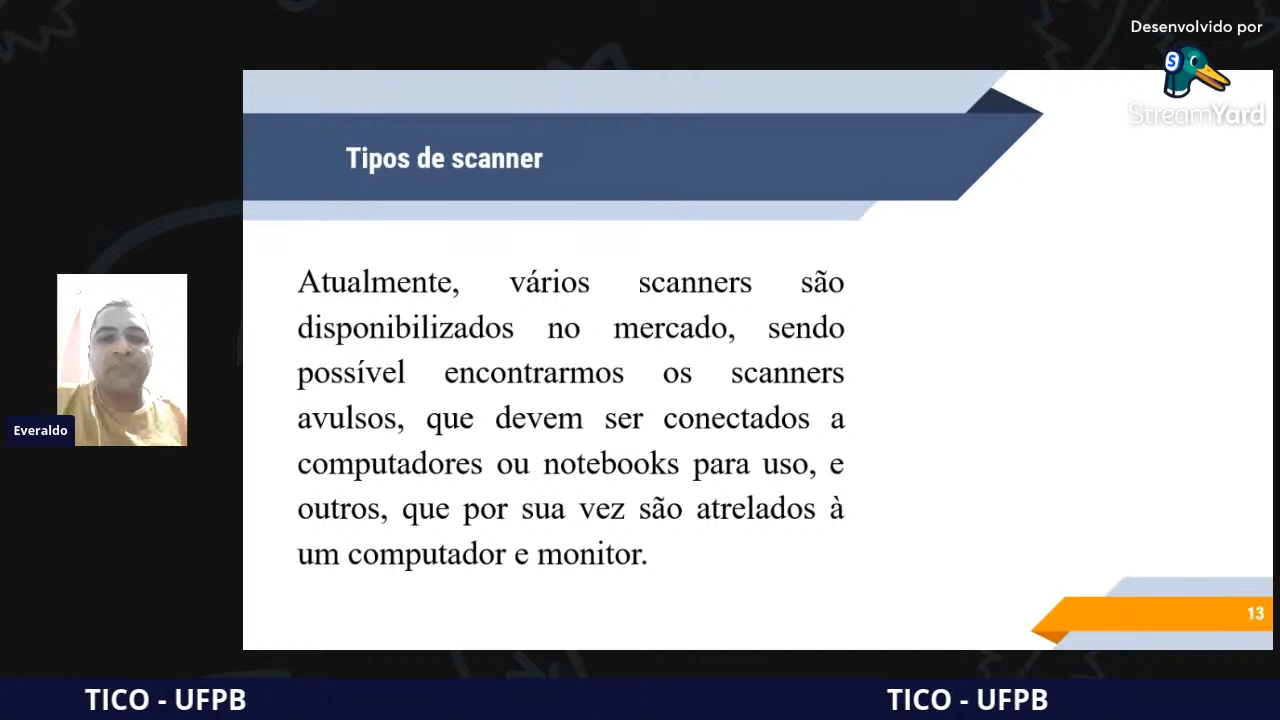 Desenvolvido por
S
StreamYard
Tipos de scanner
Atualmente, vários scanners são
disponibilizados no mercado, sendo
possível encontrarmos os scanners
avulsos, que devem ser conectados a
computadores ou notebooks para uso, e
outros, que por sua vez são atrelados à
um computador e monitor.
Everaldo
13
TICO - UFPB
TICO - UFPB